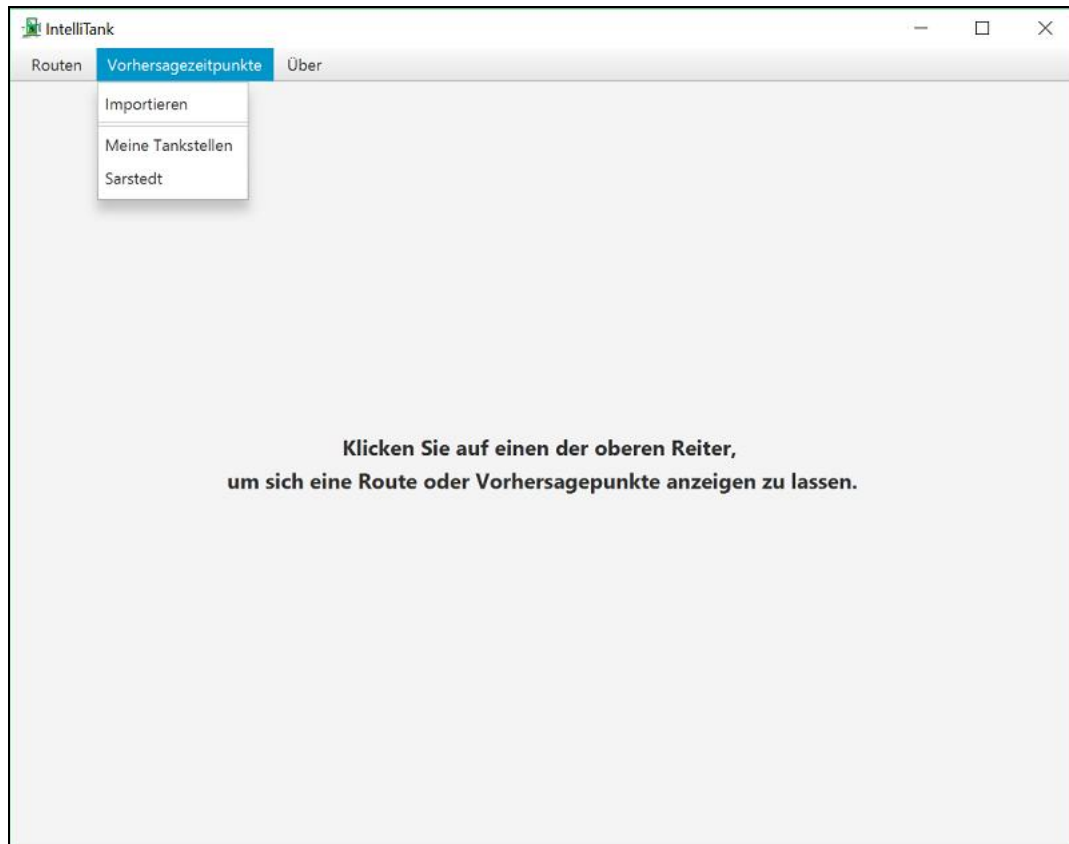 IntelliTank
Routen Vorhersagezeitpunkte Über
Importieren
Meine Tankstellen
Sarstedt
Klicken Sie auf einen der oberen Reiter,
um sich eine Route oder Vorhersagepunkte anzeigen zu lassen.